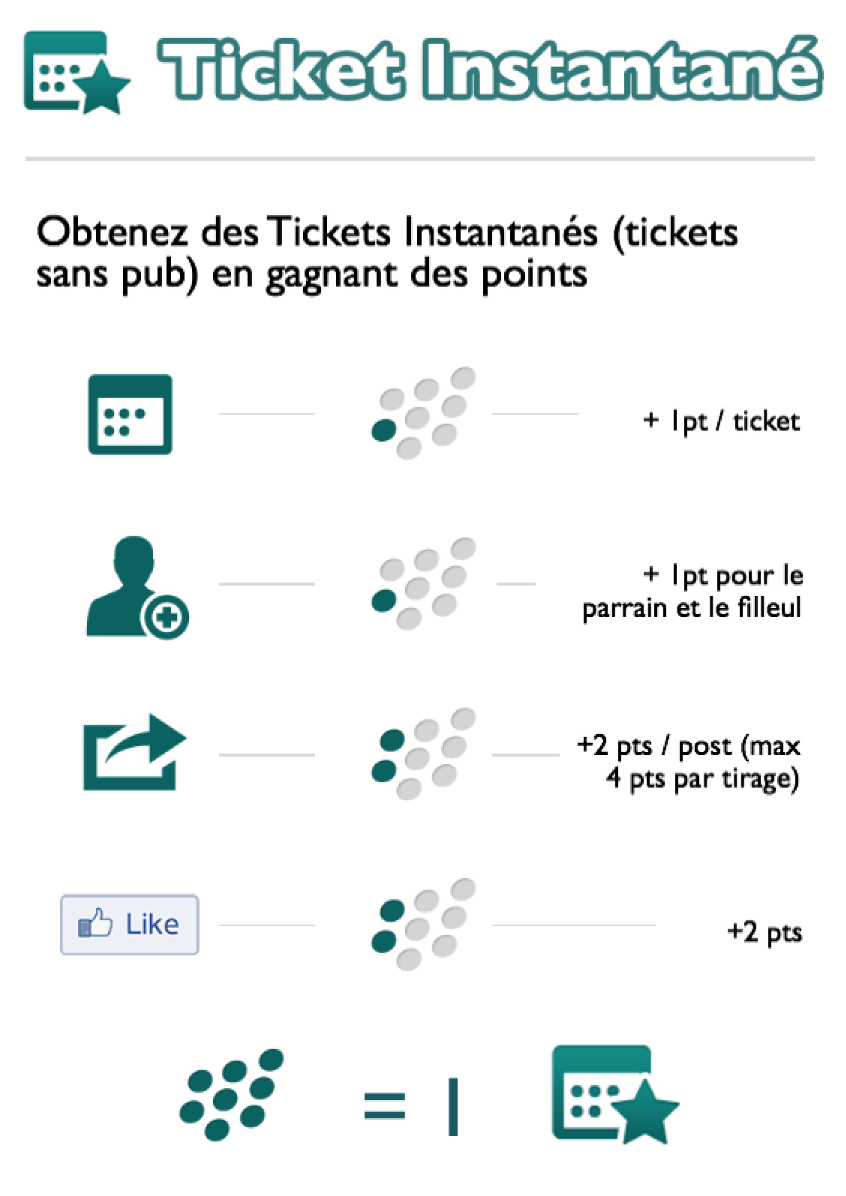 Ticket Instantané
Obtenez des Tickets Instantanés (tickets
sans pub) en gagnant des points
+ 1pt / ticket
+ 1pt pour le
parrain et le filleul
+2 pts / post (max
4 pts par tirage)
Like
+2 pts
= 1